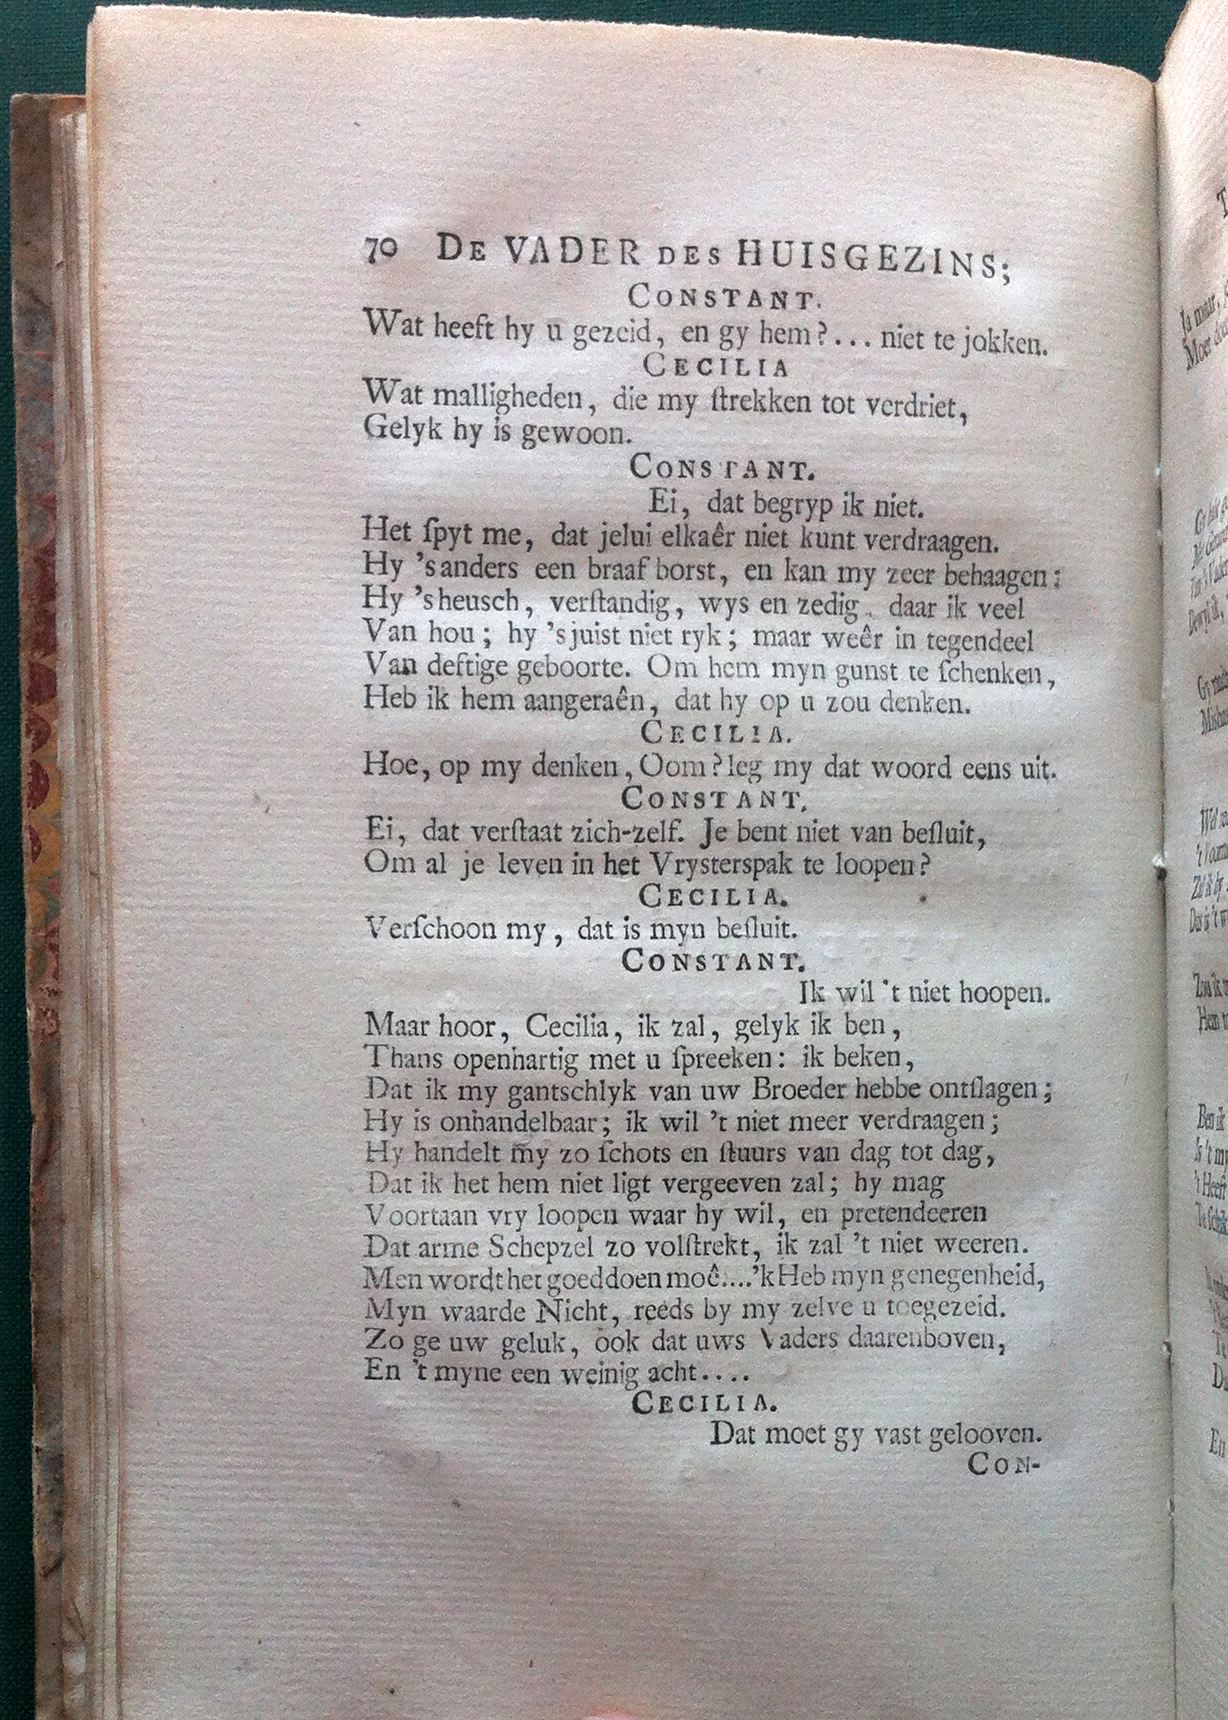 70 DE VADER DES HUISGEZINS;
CONSTANT.
Wat heeft hy u gezeid, en gy hem?... niet te jokken.
CECILIA
Wat malligheden, die my ſtrekken tot verdriet,
Gelyk hy is gewoon.
CONSTANT.
Ei, dat begryp ik niet.
Het ſpyt me, dat jelui elkaêr niet kunt verdraagen.
Hy 's anders een braaf borst, en kan my zeer behaagen:
Hy 's heusch, verſtandig, wys en zedig, daar ik veel
Van hou; hy 's juist niet ryk; maar weêr in tegendeel
Van deftige geboorte. Om hem myn gunst te ſchenken,
Heb ik hem aangeraên, dat hy op u zou denken.
CECILIA.
Hoe, op my denken, Oom? leg my dat woord eens uit.
CONSTANT.
Ei, dat verſtaat zich-zelf. Je bent niet van beſluit,
Om al je leven in het Vrysterspak te loopen?
CECILIA.
Verſchoon my, dat is myn beſluit.
CONSTANT.
Ik wil 't niet hoopen.
Maar hoor, Cecilia, ik zal, gelyk ik ben,
Thans openhartig met u ſpreeken: ik beken,
Dat ik my gantschlyk van uw Broeder hebbe ontſlagen;
Hy is onhandelbaar; ik wil 't niet meer verdraagen;
Hy handelt my zo ſchots en ſtuurs van dag tot dag,
Dat ik het hem niet ligt vergeeven zal; hy mag
Voortaan vry loopen waar hy wil, en pretendeeren
Dat arme Schepzel zo volſtrekt, ik zal 't niet weeren.
Men wordt het goed doen moê.... 'k Heb myn genegenheid,
Myn waarde Nicht, reeds by my zelve u toegezeid.
Zo ge uw geluk, ook dat uws Vaders daarenboven,
En 't myne een weinig acht....
CECILIA.
Dat moet gy vast gelooven.
CON-